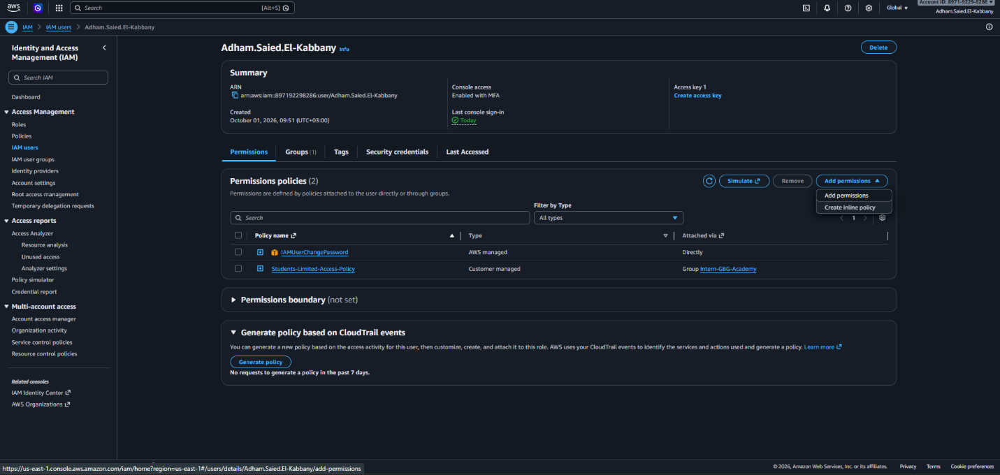 aws
Search [Alt+S]
Global
Account ID: 8971-9229-8286
Adham.Saied.El-Kabbany
IAM > IAM users > Adham.Saied.El-Kabbany
Identity and Access
Management (IAM)
Search IAM
Dashboard
Access Management
Roles
Policies
IAM users
IAM user groups
Identity providers
Account settings
Root access management
Temporary delegation requests
Access reports
Access Analyzer
Resource analysis
Unused access
Analyzer settings
Policy simulator
Credential report
Multi-account access
Account access manager
Organization activity
Service control policies
Resource control policies
Related consoles
IAM Identity Center
AWS Organizations
Adham.Saied.El-Kabbany Info
Delete
Summary
ARN
arn:aws:iam::897192298286:user/Adham.Saied.El-Kabbany
Created
October 01, 2026, 09:51 (UTC+03:00)
Console access
Enabled with MFA
Last console sign-in
Today
Access key 1
Create access key
Permissions Groups (1) Tags Security credentials Last Accessed
Permissions policies (2)
Simulate Remove Add permissions
Permissions are defined by policies attached to the user directly or through groups.
Add permissions
Create inline policy
Filter by Type
Search All types
1
Policy name Type Attached via
IAMUserChangePassword AWS managed Directly
Students-Limited-Access-Policy Customer managed Group Intern-GBG-Academy
Permissions boundary (not set)
Generate policy based on CloudTrail events
You can generate a new policy based on the access activity for this user, then customize, create, and attach it to this role. AWS uses your CloudTrail events to identify the services and actions used and generate a policy. Learn more
Generate policy
No requests to generate a policy in the past 7 days.
© 2026, Amazon Web Services, Inc. or its affiliates. Privacy Terms Cookie preferences
https://us-east-1.console.aws.amazon.com/iam/home?region=us-east-1#/users/details/Adham.Saied.El-Kabbany/add-permissions